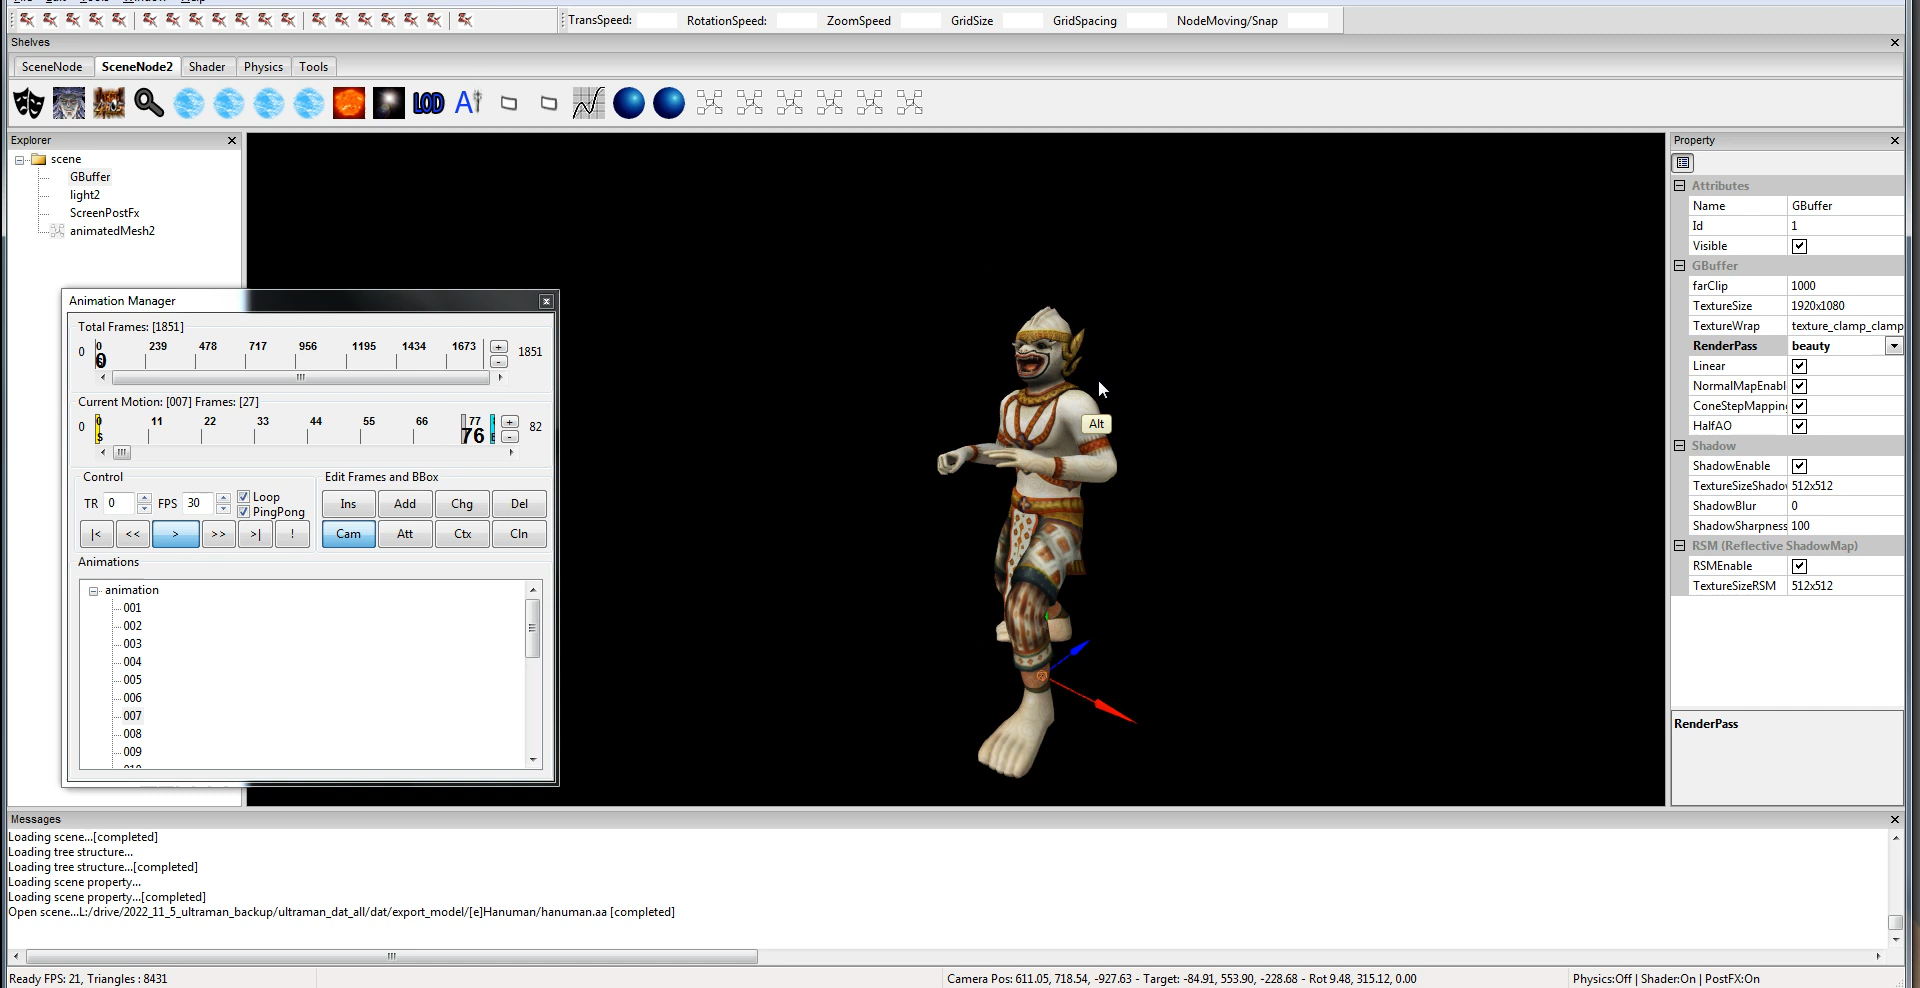 TransSpeed: RotationSpeed: ZoomSpeed GridSize GridSpacing NodeMoving/Snap
Shelves
SceneNode SceneNode2 Shader Physics Tools
LOD A
Explorer
scene
GBuffer
light2
ScreenPostFx
animatedMesh2
Animation Manager
Total Frames: [1851]
0 0 239 478 717 956 1195 1434 1673 + 1851
0 -
Current Motion: [007] Frames: [27]
0 0 11 22 33 44 55 66 77 + 82
S 76 E -
Control
TR 0 FPS 30 Loop
PingPong
|< << > >> >| !
Edit Frames and BBox
Ins Add Chg Del
Cam Att Ctx Cln
Animations
animation
001
002
003
004
005
006
007
008
009
Alt
Property
Attributes
Name GBuffer
Id 1
Visible
GBuffer
farClip 1000
TextureSize 1920x1080
TextureWrap texture_clamp_clamp
RenderPass beauty
Linear
NormalMapEnabl
ConeStepMapping
HalfAO
Shadow
ShadowEnable
TextureSizeShadow 512x512
ShadowBlur 0
ShadowSharpness 100
RSM (Reflective ShadowMap)
RSMEnable
TextureSizeRSM 512x512
RenderPass
Messages
Loading scene...[completed]
Loading tree structure...
Loading tree structure...[completed]
Loading scene property...
Loading scene property...[completed]
Open scene...L:/drive/2022_11_5_ultraman_backup/ultraman_dat_all/dat/export_model/[e]Hanuman/hanuman.aa [completed]
Ready FPS: 21, Triangles : 8431
Camera Pos: 611.05, 718.54, -927.63 - Target: -84.91, 553.90, -228.68 - Rot 9.48, 315.12, 0.00
Physics:Off | Shader:On | PostFX:On